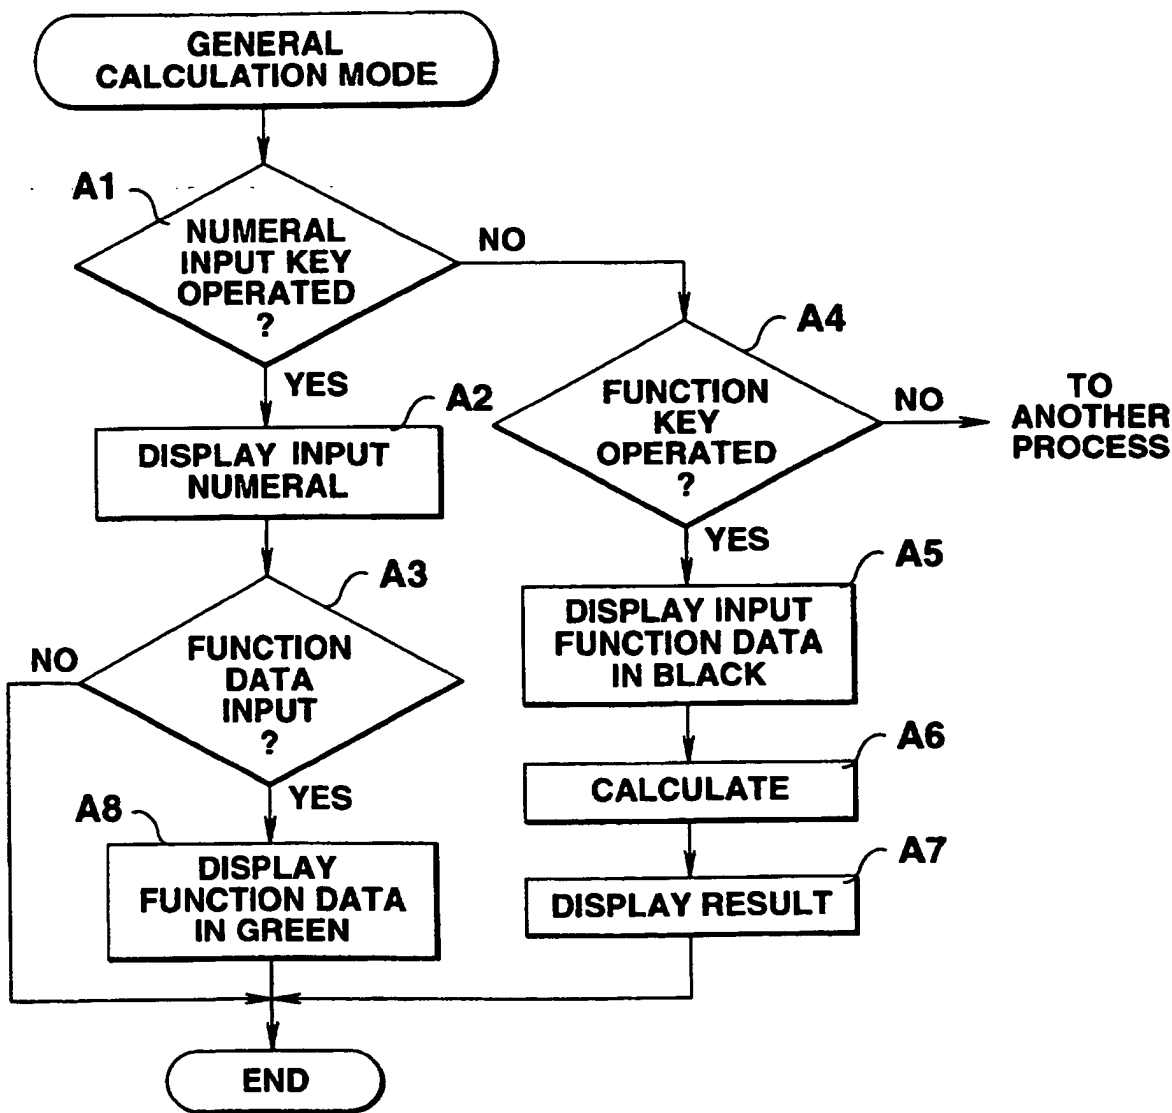 GENERAL
CALCULATION MODE
A1
NUMERAL
INPUT KEY
OPERATED
?
NO
YES
A2
DISPLAY INPUT
NUMERAL
A3
FUNCTION
DATA
INPUT
?
NO
YES
A8
DISPLAY
FUNCTION DATA
IN GREEN
A4
FUNCTION
KEY
OPERATED
?
NO
TO
ANOTHER
PROCESS
YES
A5
DISPLAY INPUT
FUNCTION DATA
IN BLACK
A6
CALCULATE
A7
DISPLAY RESULT
END